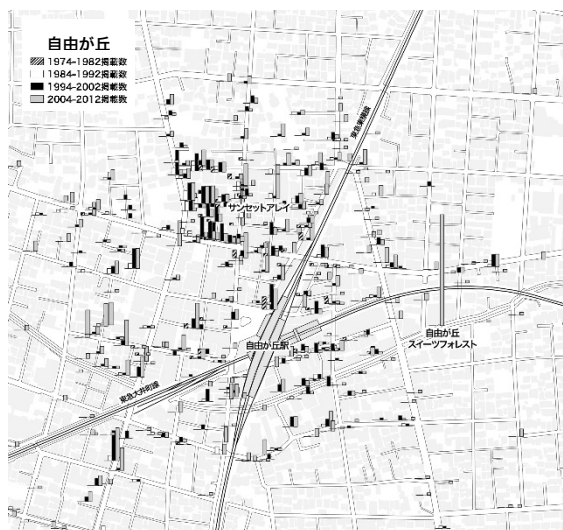 自由が丘
1974-1982掲載数
1984-1992掲載数
1994-2002掲載数
2004-2012掲載数
東急東横線
サンセットアレイ
自由が丘駅
自由が丘
スイーツフォレスト
東急大井町線